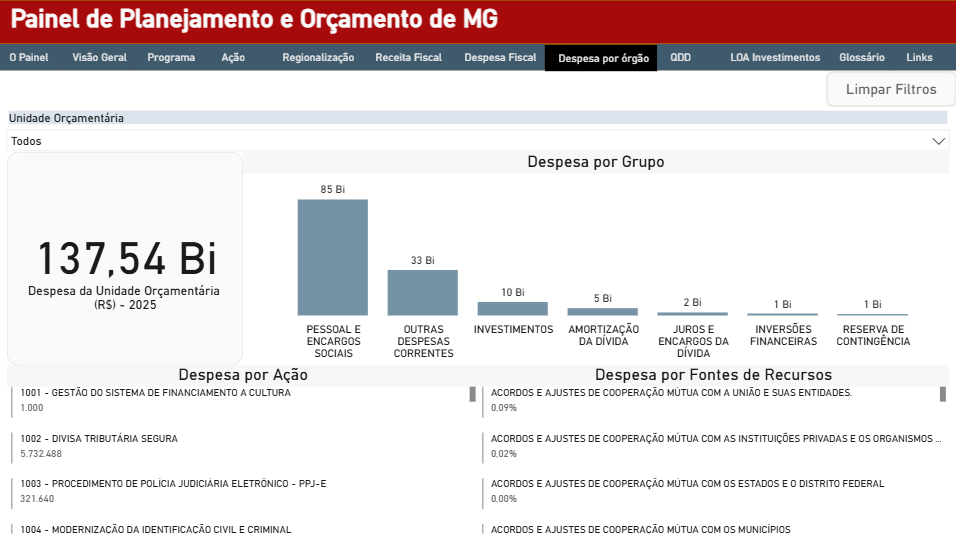 Painel de Planejamento e Orçamento de MG
O Painel Visão Geral Programa Ação Regionalização Receita Fiscal Despesa Fiscal Despesa por órgão QDD LOA Investimentos Glossário Links
Limpar Filtros
Unidade Orçamentária
Todos
137,54 Bi
Despesa da Unidade Orçamentária
(R$) - 2025
Despesa por Grupo
85 Bi
33 Bi
10 Bi
5 Bi
2 Bi
1 Bi
1 Bi
PESSOAL E
ENCARGOS
SOCIAIS
OUTRAS
DESPESAS
CORRENTES
INVESTIMENTOS
AMORTIZAÇÃO
DA DÍVIDA
JUROS E
ENCARGOS DA
DÍVIDA
INVERSÕES
FINANCEIRAS
RESERVA DE
CONTINGÊNCIA
Despesa por Ação
1001 - GESTÃO DO SISTEMA DE FINANCIAMENTO A CULTURA
1.000
1002 - DIVISA TRIBUTÁRIA SEGURA
5.732.488
1003 - PROCEDIMENTO DE POLÍCIA JUDICIÁRIA ELETRÔNICO - PPJ-E
321.640
1004 - MODERNIZAÇÃO DA IDENTIFICAÇÃO CIVIL E CRIMINAL
Despesa por Fontes de Recursos
ACORDOS E AJUSTES DE COOPERAÇÃO MÚTUA COM A UNIÃO E SUAS ENTIDADES.
0,09%
ACORDOS E AJUSTES DE COOPERAÇÃO MÚTUA COM AS INSTITUIÇÕES PRIVADAS E OS ORGANISMOS ...
0,02%
ACORDOS E AJUSTES DE COOPERAÇÃO MÚTUA COM OS ESTADOS E O DISTRITO FEDERAL
0,00%
ACORDOS E AJUSTES DE COOPERAÇÃO MÚTUA COM OS MUNICÍPIOS